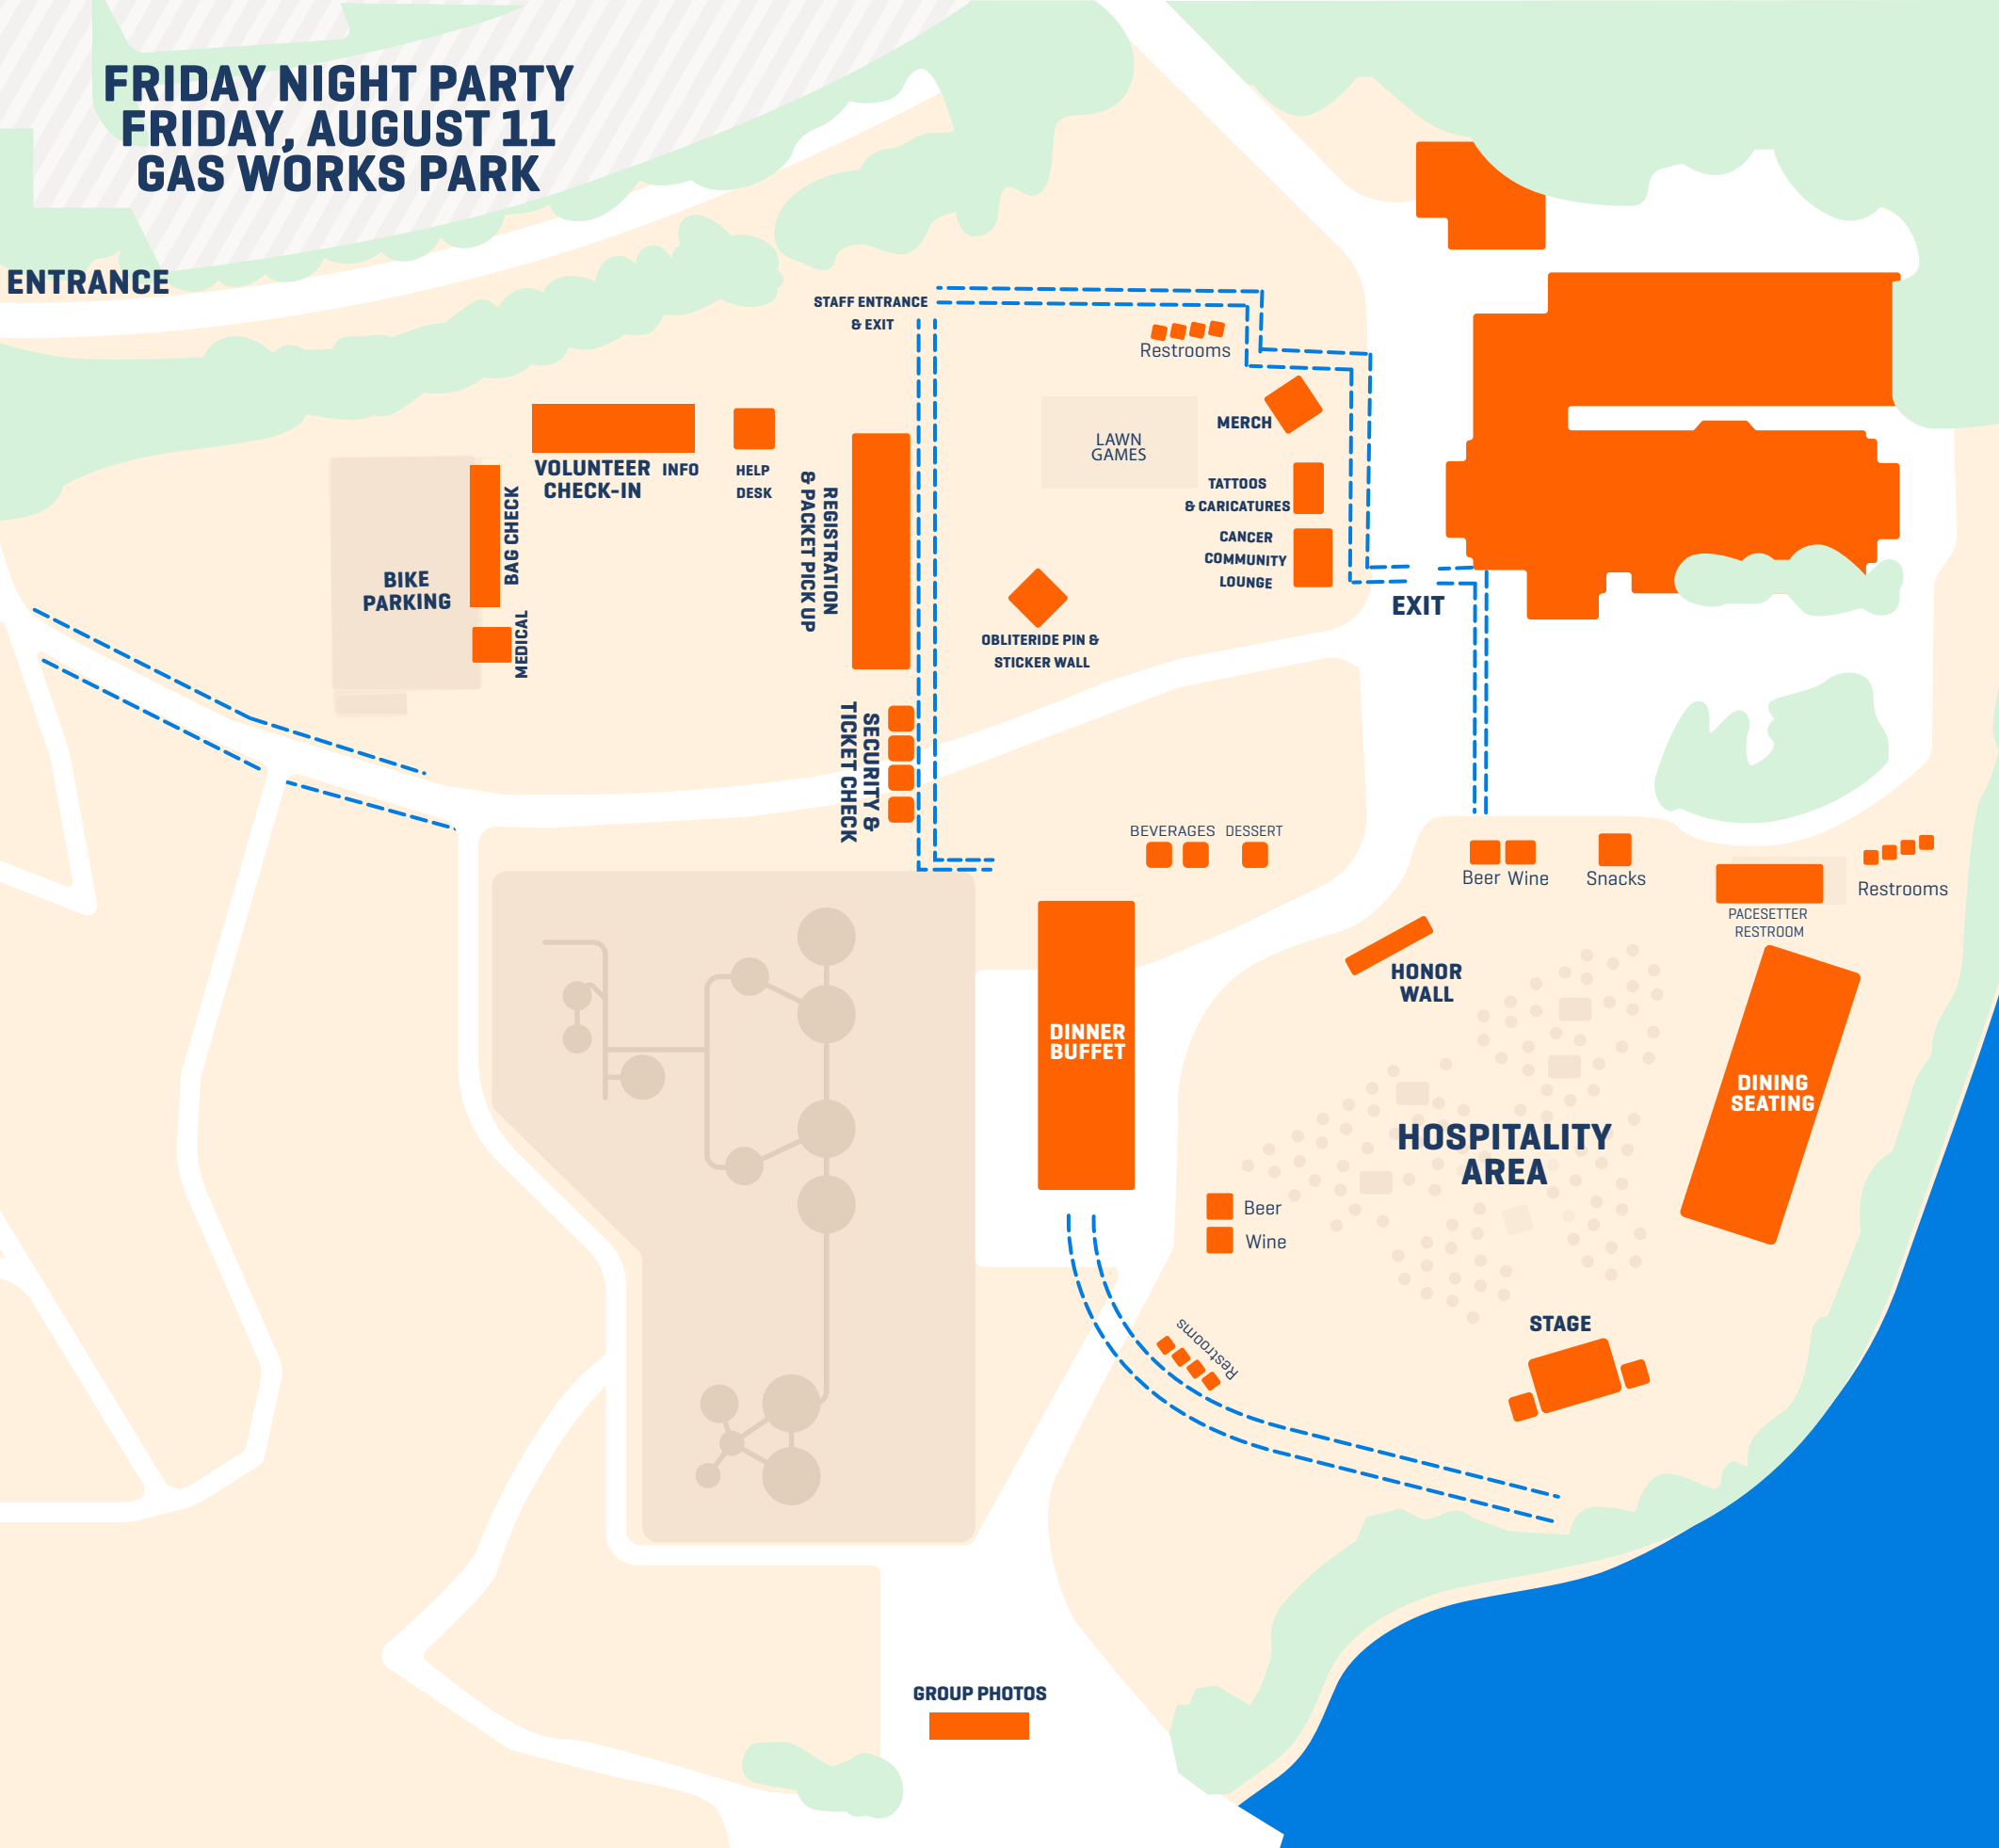 FRIDAY NIGHT PARTY
FRIDAY, AUGUST 11
GAS WORKS PARK
ENTRANCE
STAFF ENTRANCE
& EXIT
Restrooms
MERCH
LAWN
GAMES
VOLUNTEER
CHECK-IN
INFO
HELP
DESK
BAG CHECK
REGISTRATION
& PACKET PICK UP
TATTOOS
& CARICATURES
CANCER
COMMUNITY
LOUNGE
BIKE
PARKING
MEDICAL
EXIT
OBLITERIDE PIN &
STICKER WALL
SECURITY &
TICKET CHECK
BEVERAGES
DESSERT
Beer
Wine
Snacks
Restrooms
PACESETTER
RESTROOM
HONOR
WALL
DINNER
BUFFET
DINING
SEATING
HOSPITALITY
AREA
Beer
Wine
STAGE
Restrooms
GROUP PHOTOS